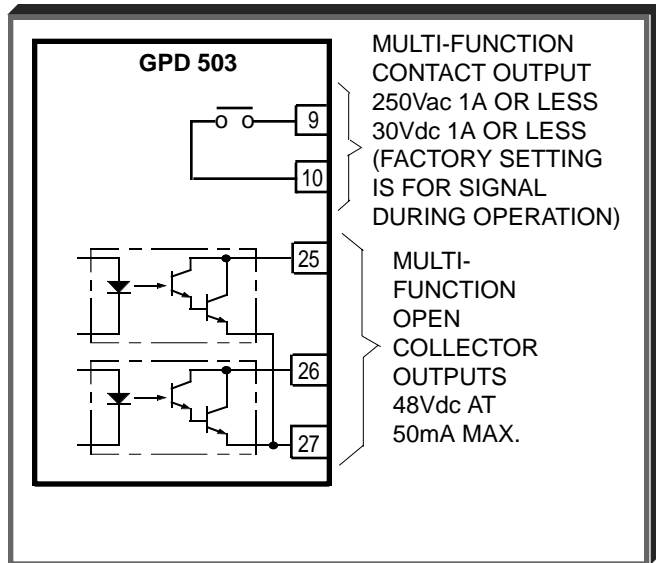 GPD 503
9
10
MULTI-FUNCTION
CONTACT OUTPUT
250Vac 1A OR LESS
30Vdc 1A OR LESS
(FACTORY SETTING
IS FOR SIGNAL
DURING OPERATION)
25
26
27
MULTI-
FUNCTION
OPEN
COLLECTOR
OUTPUTS
48Vdc AT
50mA MAX.